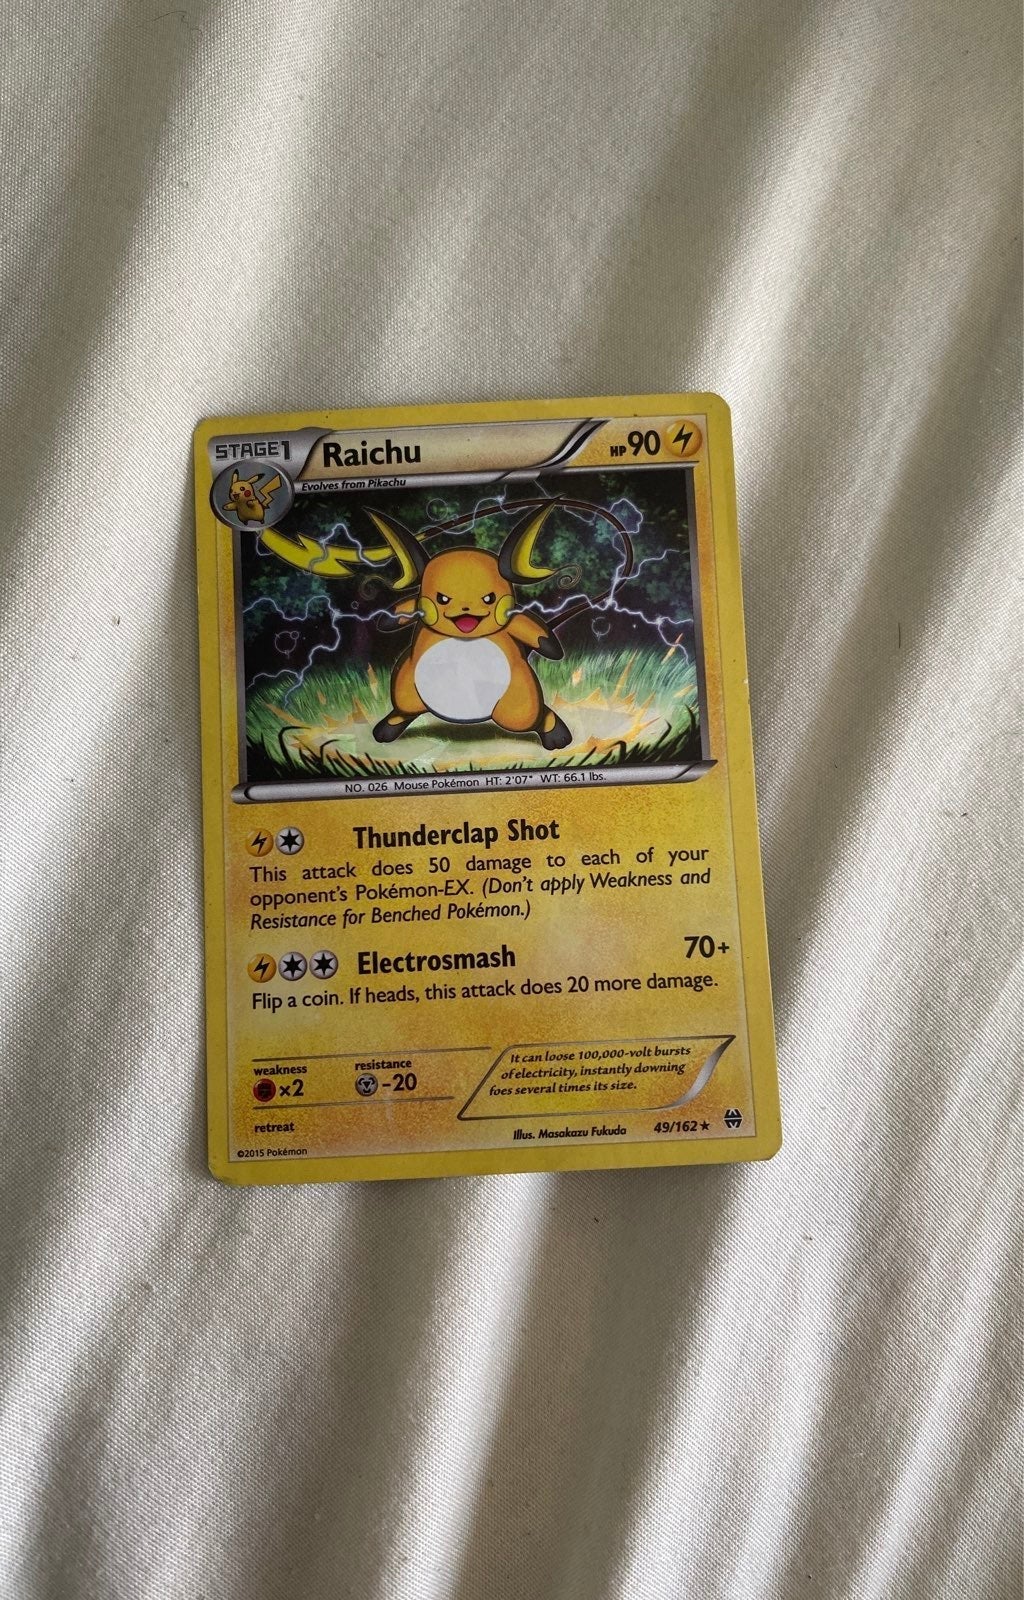 STAGE1 Raichu HP90
Evolves from Pikachu
NO. 026 Mouse Pokémon HT: 2'07" WT: 66.1 lbs.
Thunderclap Shot
This attack does 50 damage to each of your
opponent's Pokémon-EX. (Don't apply Weakness and
Resistance for Benched Pokémon.)
Electrosmash 70+
Flip a coin. If heads, this attack does 20 more damage.
weakness resistance
×2 -20
retreat
It can loose 100,000-volt bursts
of electricity, instantly downing
foes several times its size.
Illus. Masakazu Fukuda 49/162★
©2015 Pokémon